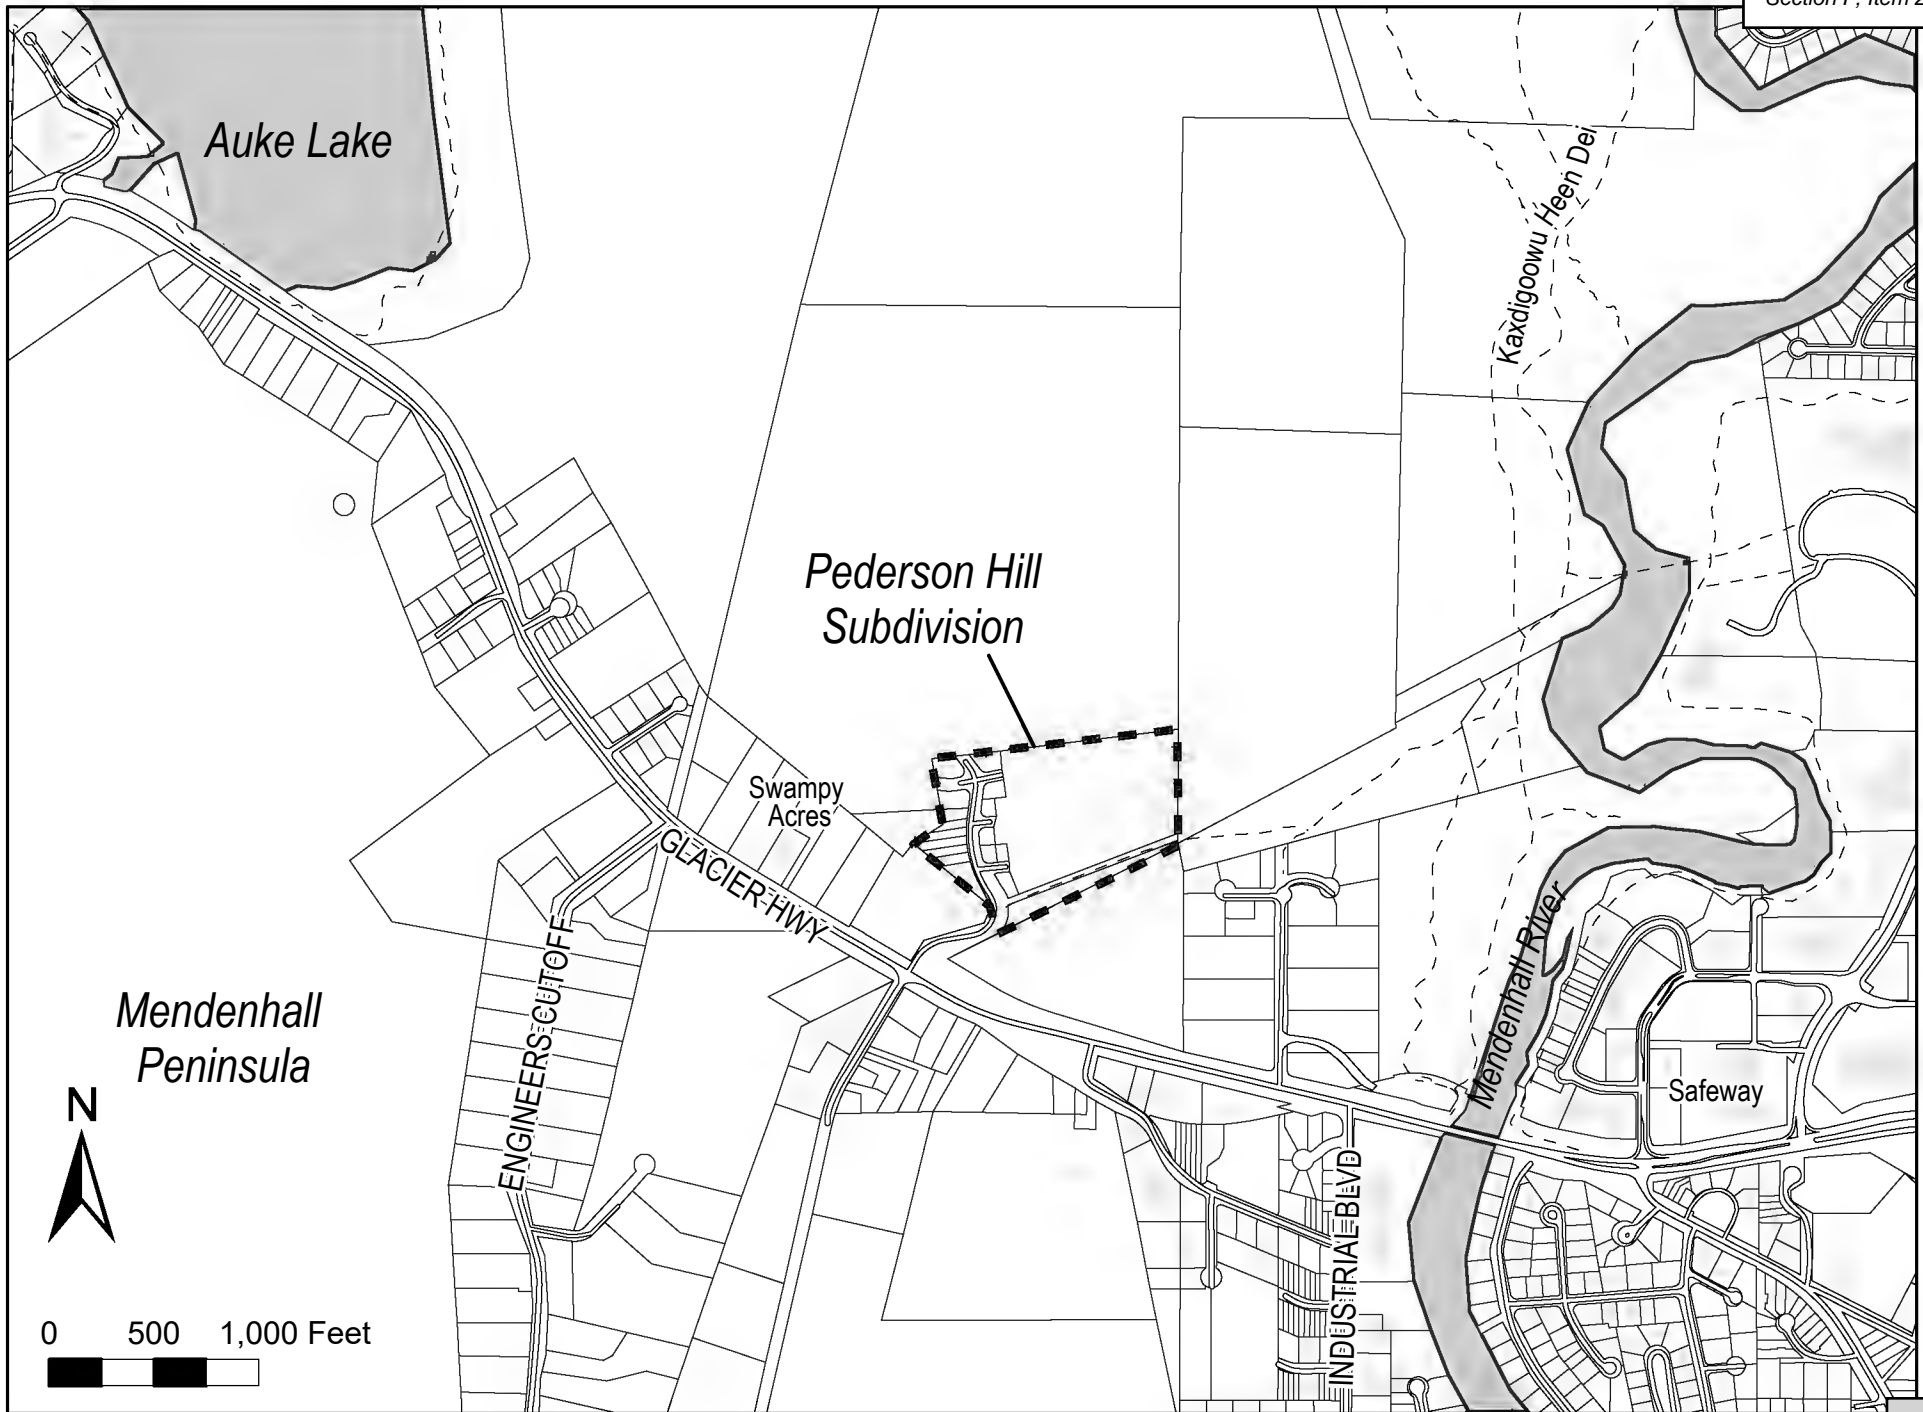 Auke Lake
Kaxdigoowu Heen Dei
Pederson Hill
Subdivision
Swampy
Acres
GLACIER HWY
ENGINEERS CUTOFF
Mendenhall
Peninsula
Mendenhall River
Safeway
INDUSTRIAL BLVD
N
0 500 1,000 Feet